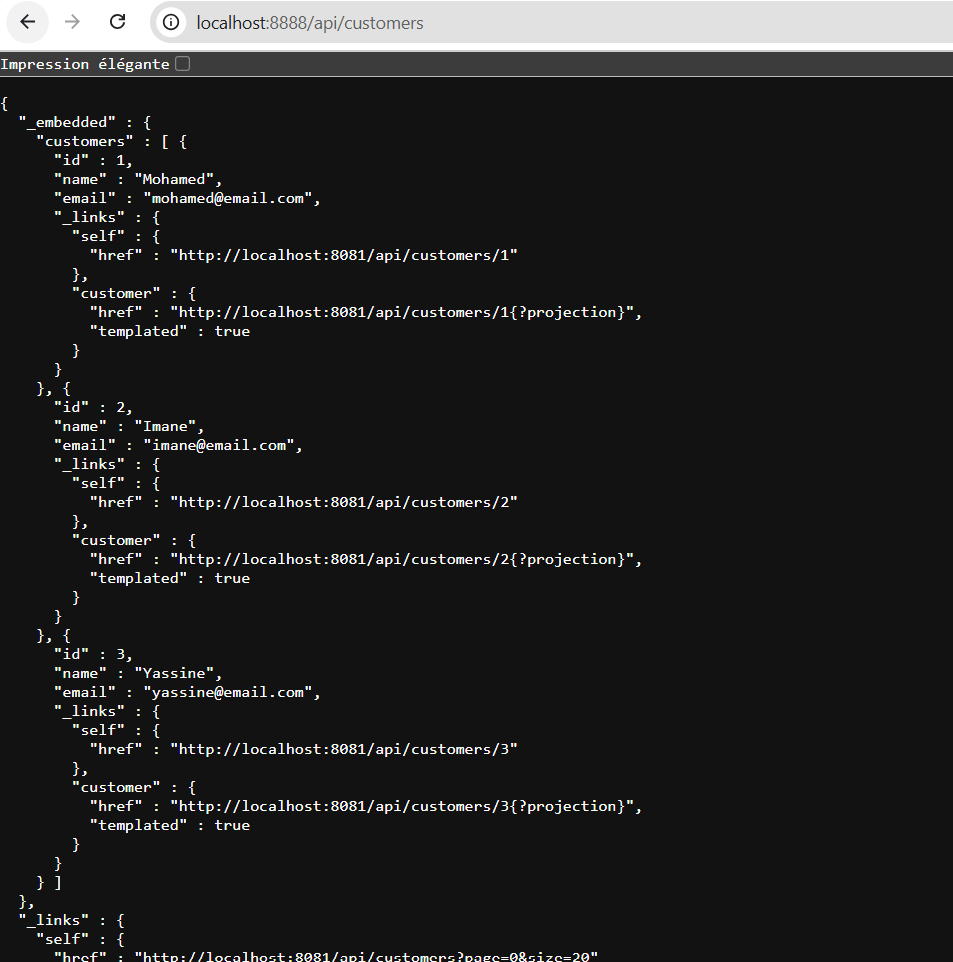 localhost:8888/api/customers
Impression élégante
{
  "_embedded" : {
    "customers" : [ {
      "id" : 1,
      "name" : "Mohamed",
      "email" : "mohamed@email.com",
      "_links" : {
        "self" : {
          "href" : "http://localhost:8081/api/customers/1"
        },
        "customer" : {
          "href" : "http://localhost:8081/api/customers/1{?projection}",
          "templated" : true
        }
      }
    }, {
      "id" : 2,
      "name" : "Imane",
      "email" : "imane@email.com",
      "_links" : {
        "self" : {
          "href" : "http://localhost:8081/api/customers/2"
        },
        "customer" : {
          "href" : "http://localhost:8081/api/customers/2{?projection}",
          "templated" : true
        }
      }
    }, {
      "id" : 3,
      "name" : "Yassine",
      "email" : "yassine@email.com",
      "_links" : {
        "self" : {
          "href" : "http://localhost:8081/api/customers/3"
        },
        "customer" : {
          "href" : "http://localhost:8081/api/customers/3{?projection}",
          "templated" : true
        }
      }
    } ]
  },
  "_links" : {
    "self" : {
      "href" : "http://localhost:8081/api/customers?page=0&size=20"